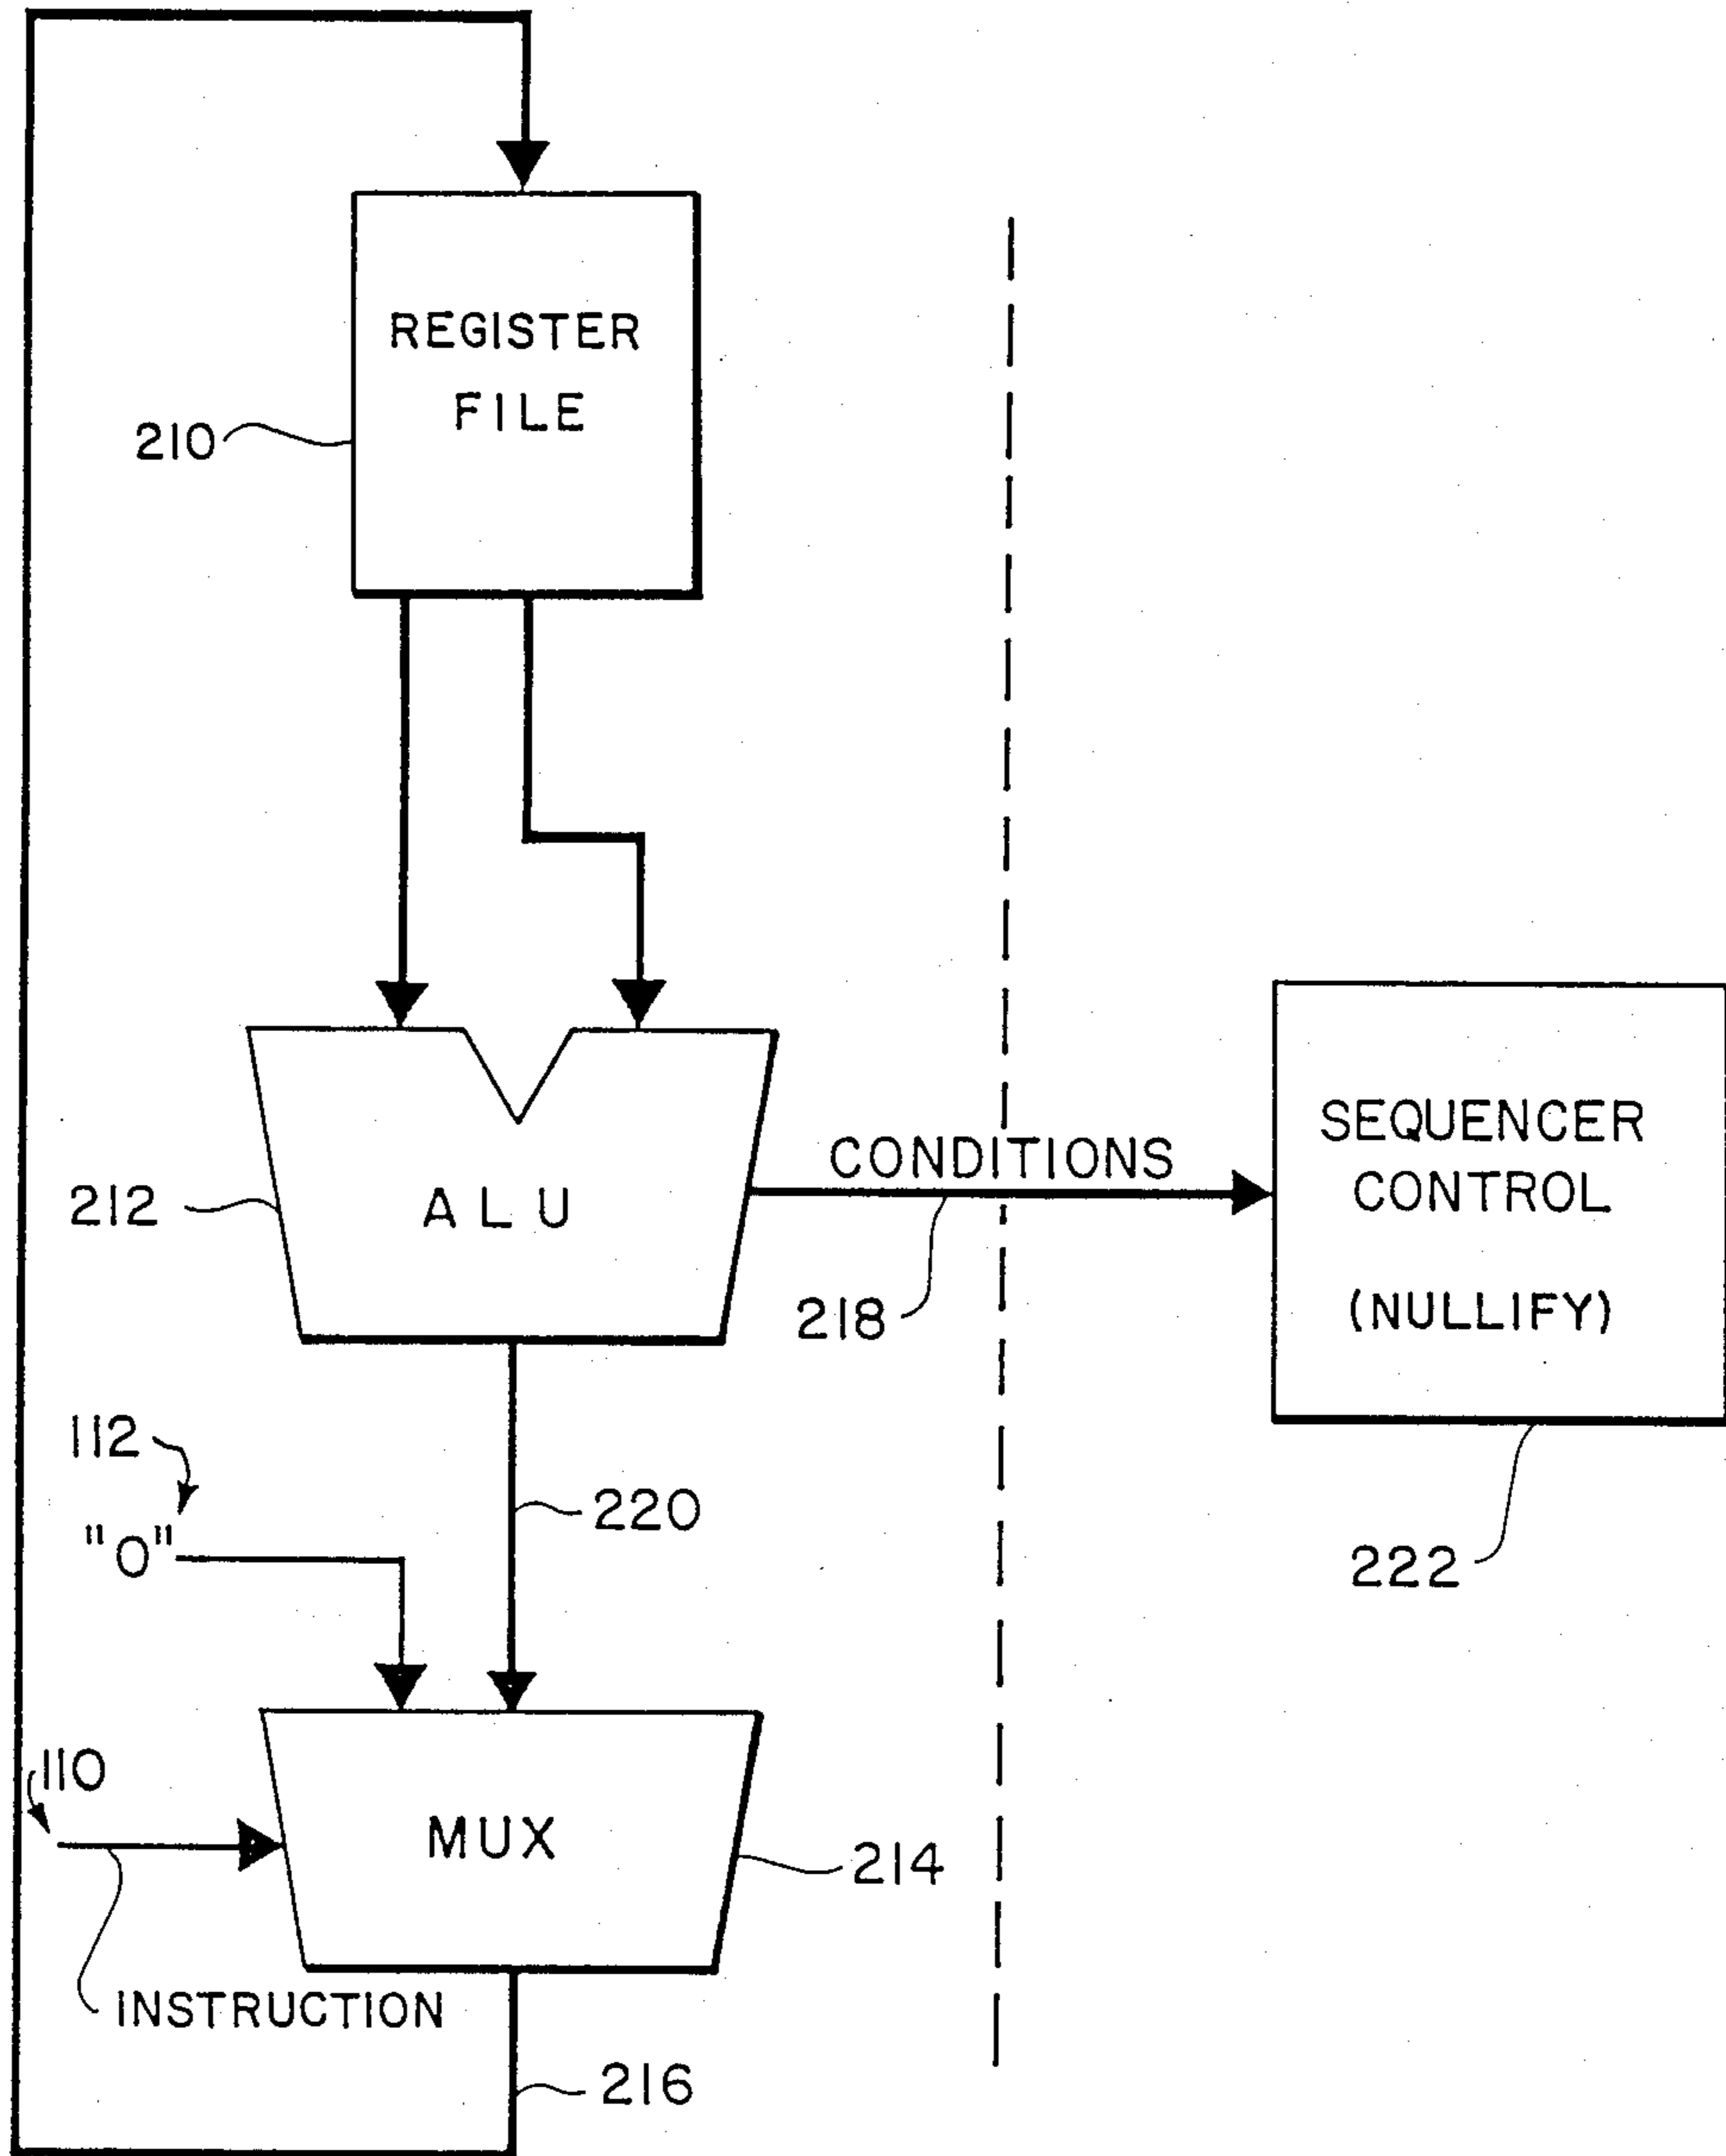 REGISTER
FILE
210
ALU
212
CONDITIONS
218
SEQUENCER
CONTROL
(NULLIFY)
222
112
"0"
220
110
MUX
214
INSTRUCTION
216